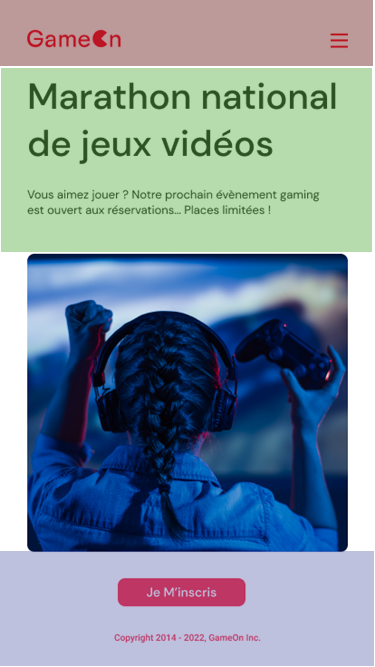 GameOn
Marathon national
de jeux vidéos
Vous aimez jouer ? Notre prochain évènement gaming
est ouvert aux réservations... Places limitées !
Je M'inscris
Copyright 2014 - 2022, GameOn Inc.